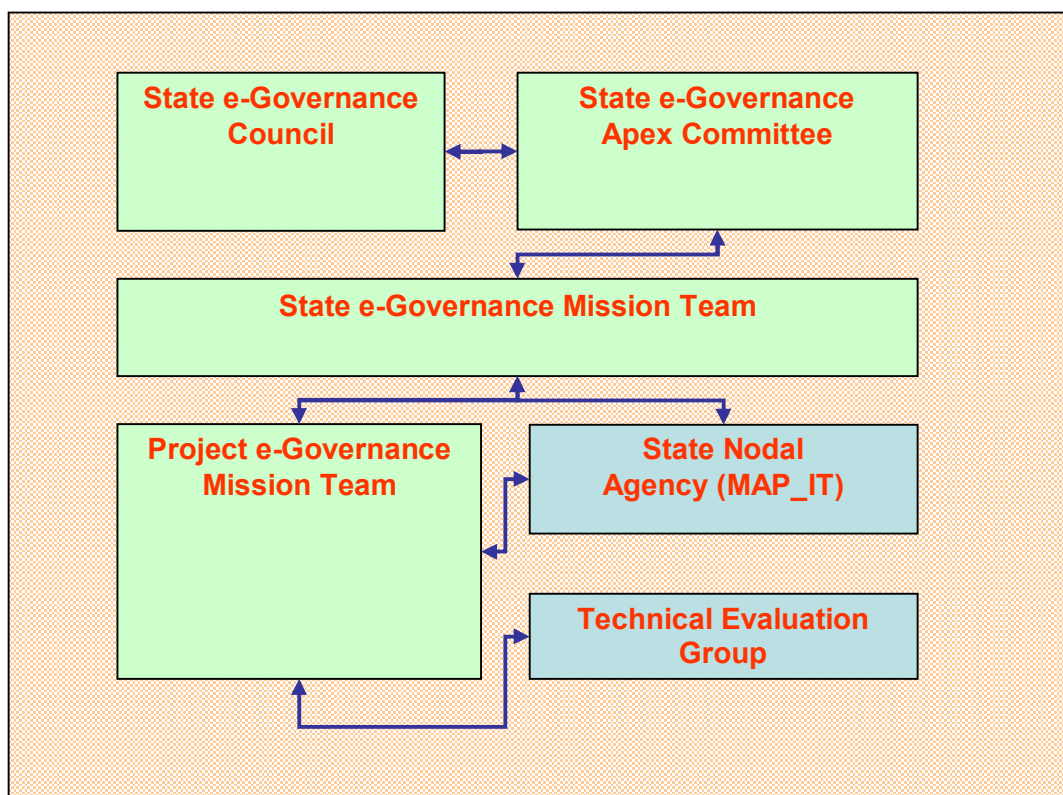 State e-Governance
Council
State e-Governance
Apex Committee
State e-Governance Mission Team
Project e-Governance
Mission Team
State Nodal
Agency (MAP_IT)
Technical Evaluation
Group